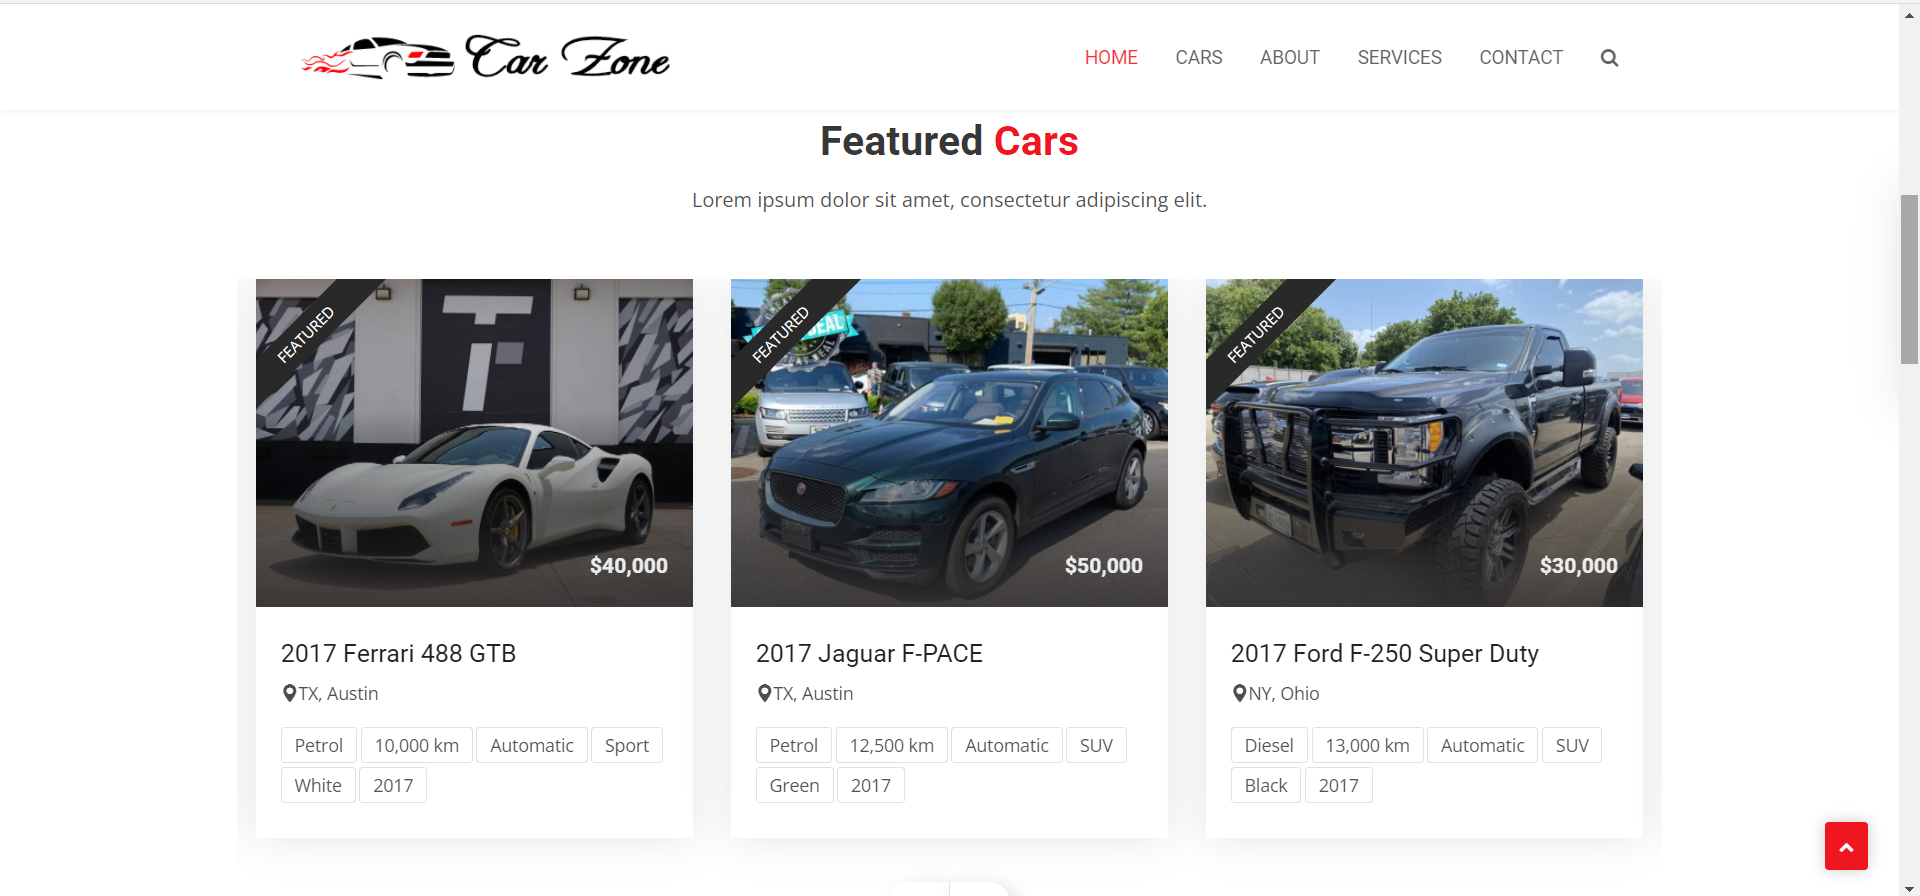 Car Zone
HOME CARS ABOUT SERVICES CONTACT
Featured Cars
Lorem ipsum dolor sit amet, consectetur adipiscing elit.
FEATURED
$40,000
2017 Ferrari 488 GTB
TX, Austin
Petrol 10,000 km Automatic Sport
White 2017
FEATURED
EAL
$50,000
2017 Jaguar F-PACE
TX, Austin
Petrol 12,500 km Automatic SUV
Green 2017
FEATURED
$30,000
2017 Ford F-250 Super Duty
NY, Ohio
Diesel 13,000 km Automatic SUV
Black 2017